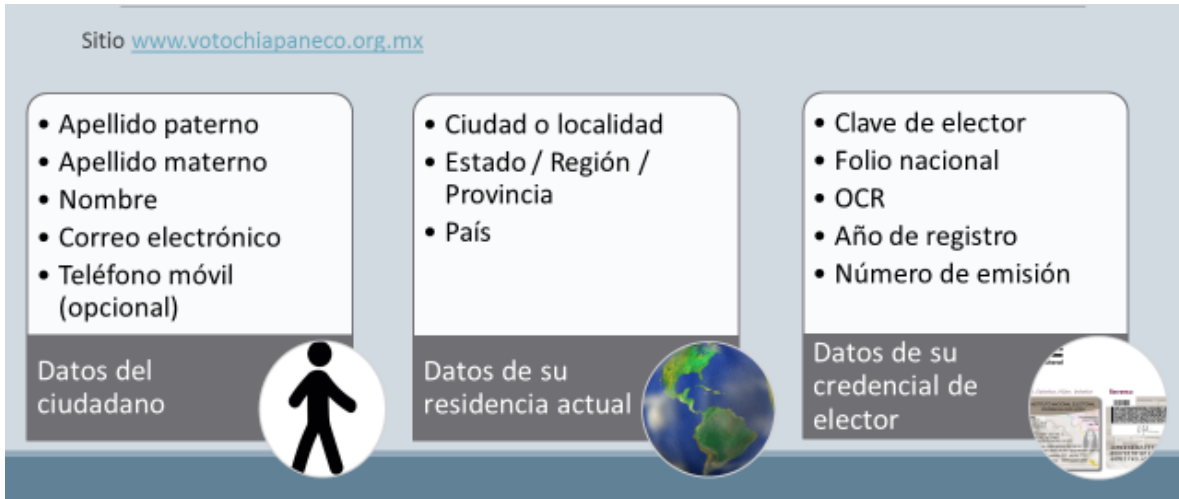 Sitio www.votochiapaneco.org.mx
• Apellido paterno
• Apellido materno
• Nombre
• Correo electrónico
• Teléfono móvil
(opcional)
Datos del
ciudadano
• Ciudad o localidad
• Estado / Región /
Provincia
• País
Datos de su
residencia actual
• Clave de elector
• Folio nacional
• OCR
• Año de registro
• Número de emisión
Datos de su
credencial de
elector